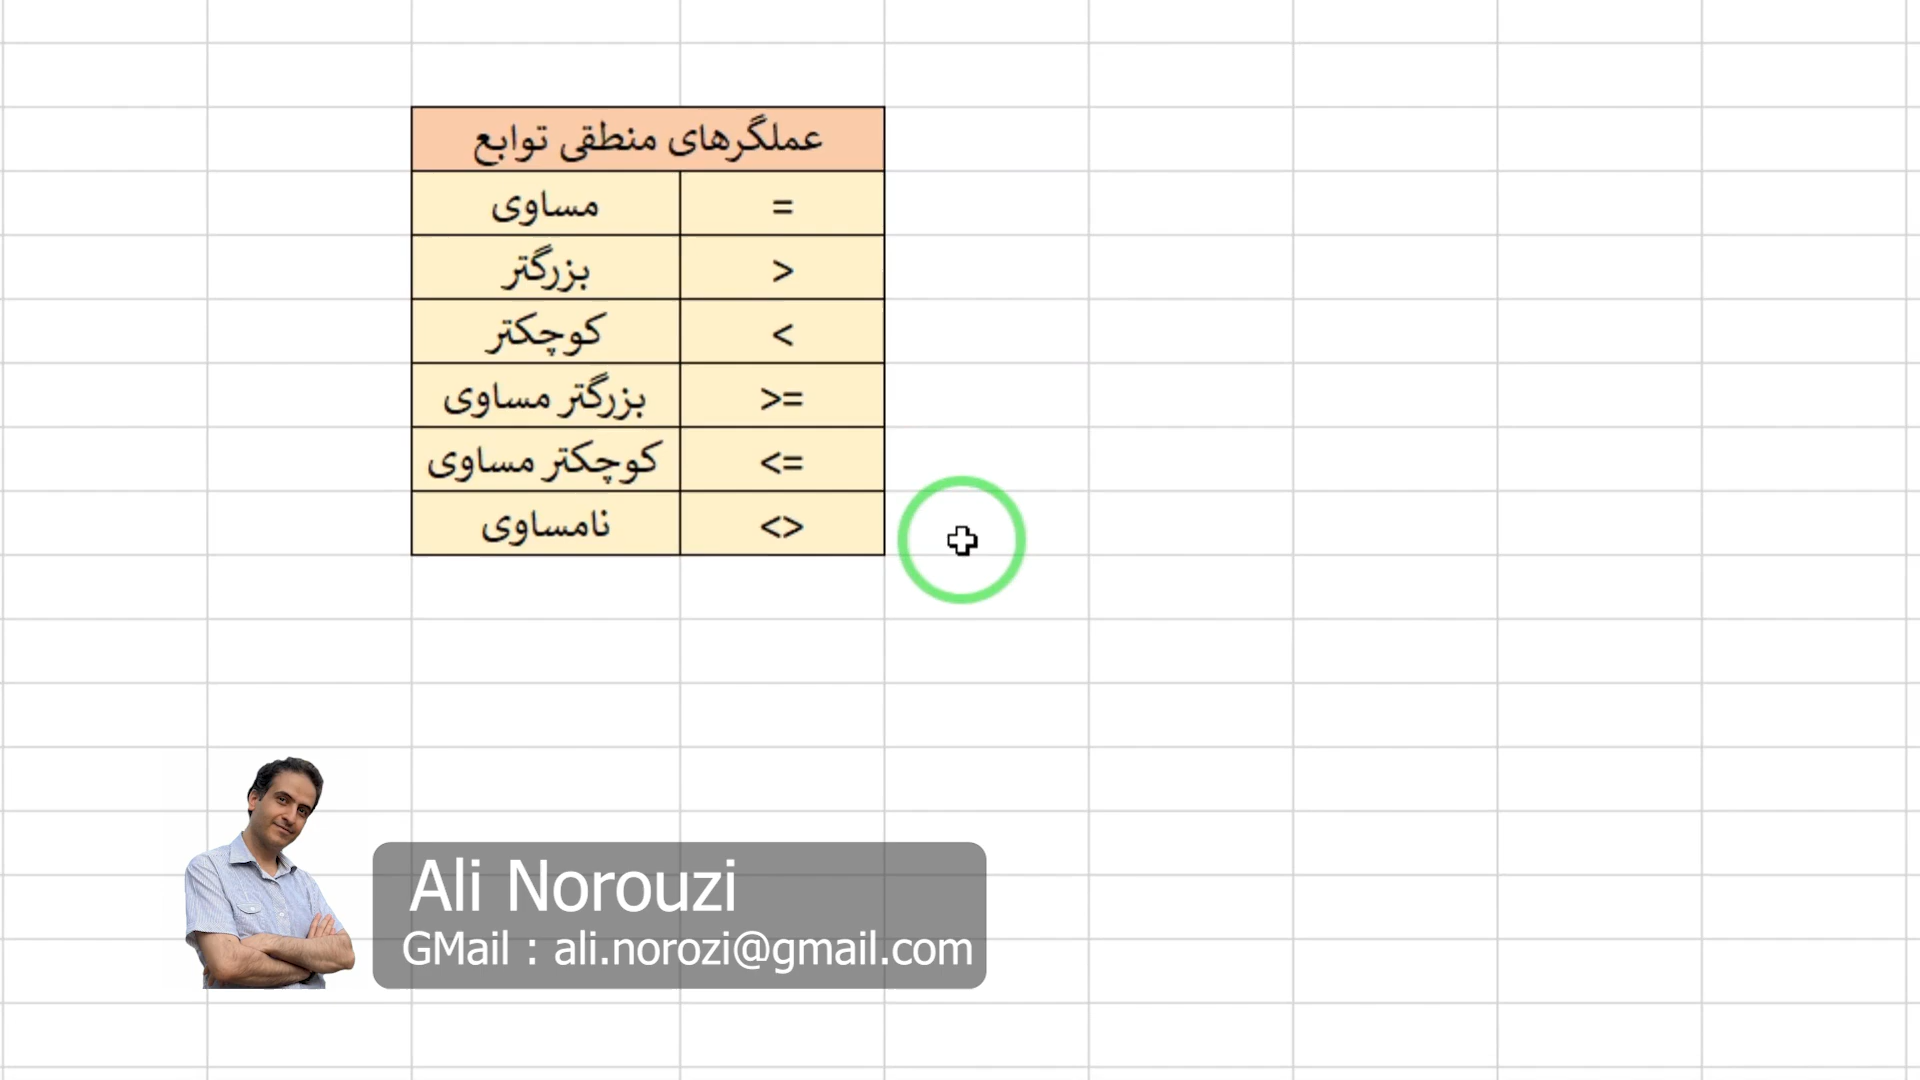 عملگرهای منطقی توابع
مساوی =
بزرگتر >
کوچکتر <
بزرگتر مساوی >=
کوچکتر مساوی <=
نامساوی <>
Ali Norouzi
GMail : ali.norozi@gmail.com